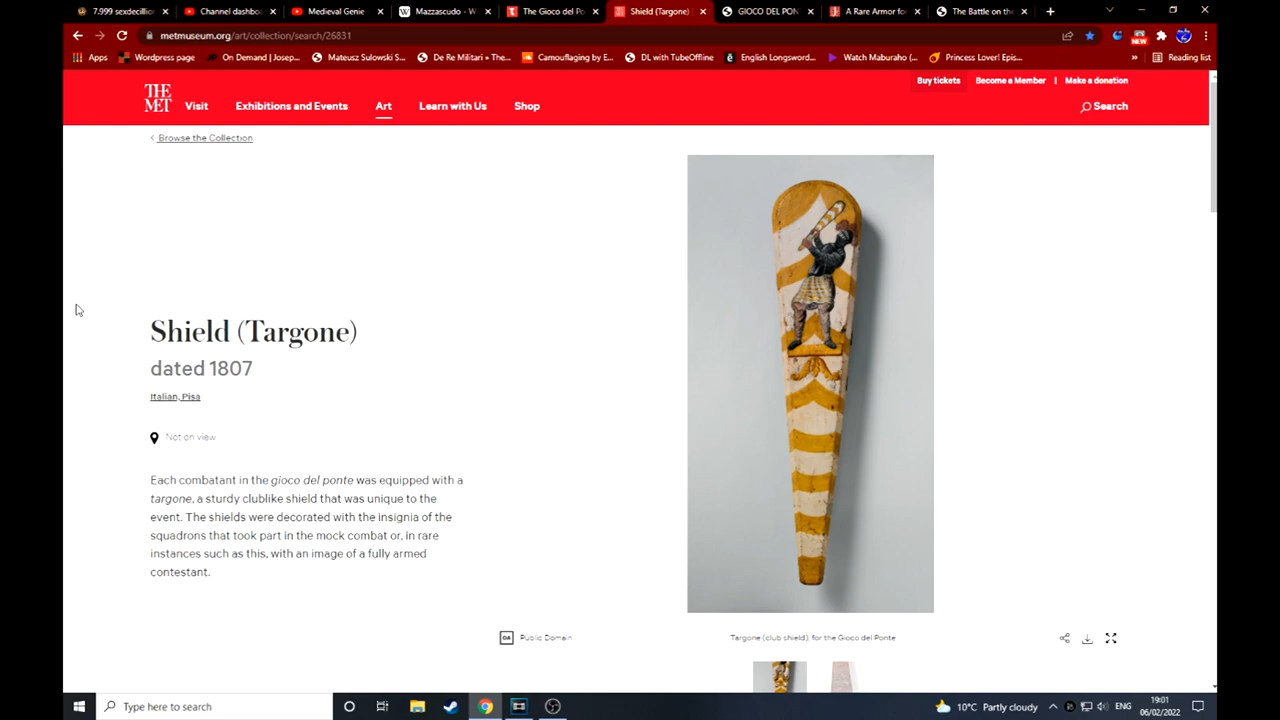 7.999 sexdecillio
Channel dashbo
Medieval Genie
Mazzascudo - W
The Gioco del Po
Shield (Targone)
GIOCO DEL PON
A Rare Armor fo
The Battle on th
metmuseum.org/art/collection/search/26831
Apps
Wordpress page
On Demand | Josep...
Mateusz Sulowski S...
De Re Militari » The...
Camouflaging by E...
DL with TubeOffline
English Longsword...
Watch Maburaho (...
Princess Lover! Epis...
»
Reading list
NEW
Buy tickets
Become a Member
Make a donation
THE MET
Visit
Exhibitions and Events
Art
Learn with Us
Shop
Search
Browse the Collection
Shield (Targone)
dated 1807
Italian, Pisa
Not on view
Each combatant in the gioco del ponte was equipped with a
targone, a sturdy clublike shield that was unique to the
event. The shields were decorated with the insignia of the
squadrons that took part in the mock combat or, in rare
instances such as this, with an image of a fully armed
contestant.
OA Public Domain
Targone (club shield), for the Gioco del Ponte
Type here to search
10°C Partly cloudy
ENG
19:01
06/02/2022